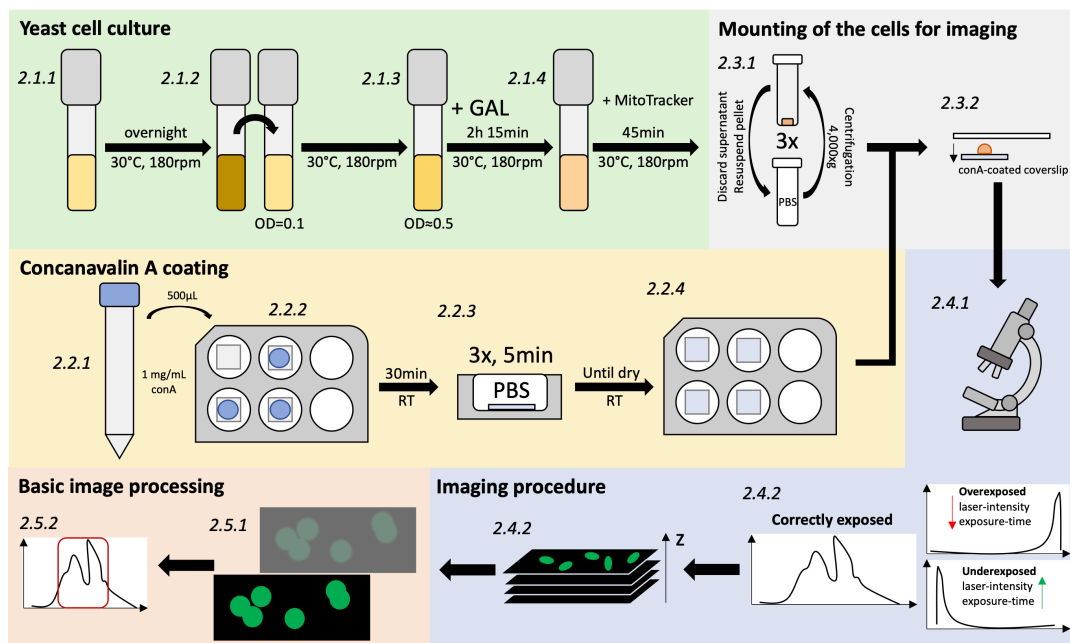 Yeast cell culture
2.1.1
2.1.2
2.1.3
2.1.4
overnight
30°C, 180rpm
OD=0.1
30°C, 180rpm
OD≈0.5
+ GAL
2h 15min
30°C, 180rpm
+ MitoTracker
45min
30°C, 180rpm
Mounting of the cells for imaging
2.3.1
Discard supernatant
Resuspend pellet
3x
PBS
Centrifugation
4,000xg
2.3.2
conA-coated coverslip
Concanavalin A coating
2.2.1
500µL
1 mg/mL
conA
2.2.2
30min
RT
2.2.3
3x, 5min
PBS
Until dry
RT
2.2.4
2.4.1
Basic image processing
2.5.2
2.5.1
Imaging procedure
2.4.2
Z
2.4.2
Correctly exposed
Overexposed
laser-intensity
exposure-time
Underexposed
laser-intensity
exposure-time